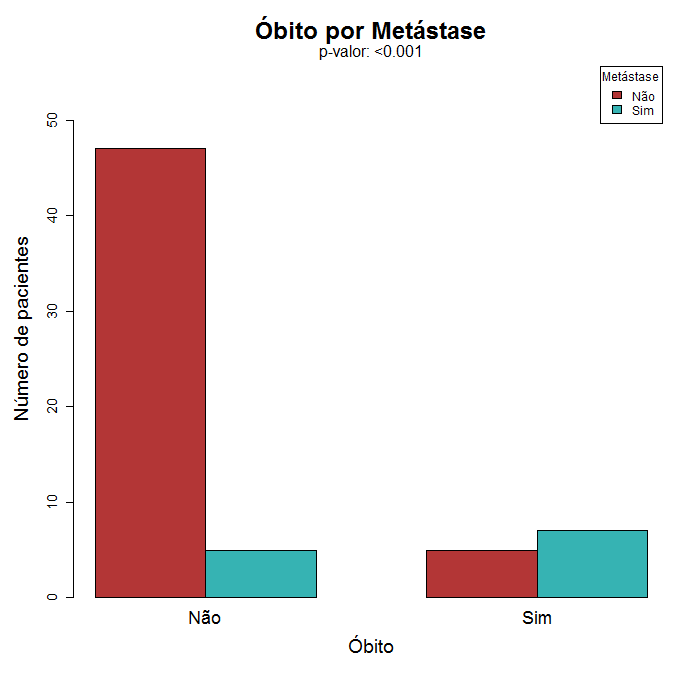 Óbito por Metástase
p-valor: <0.001
Metástase
Não
Sim
Número de pacientes
50
40
30
20
10
0
Não
Sim
Óbito